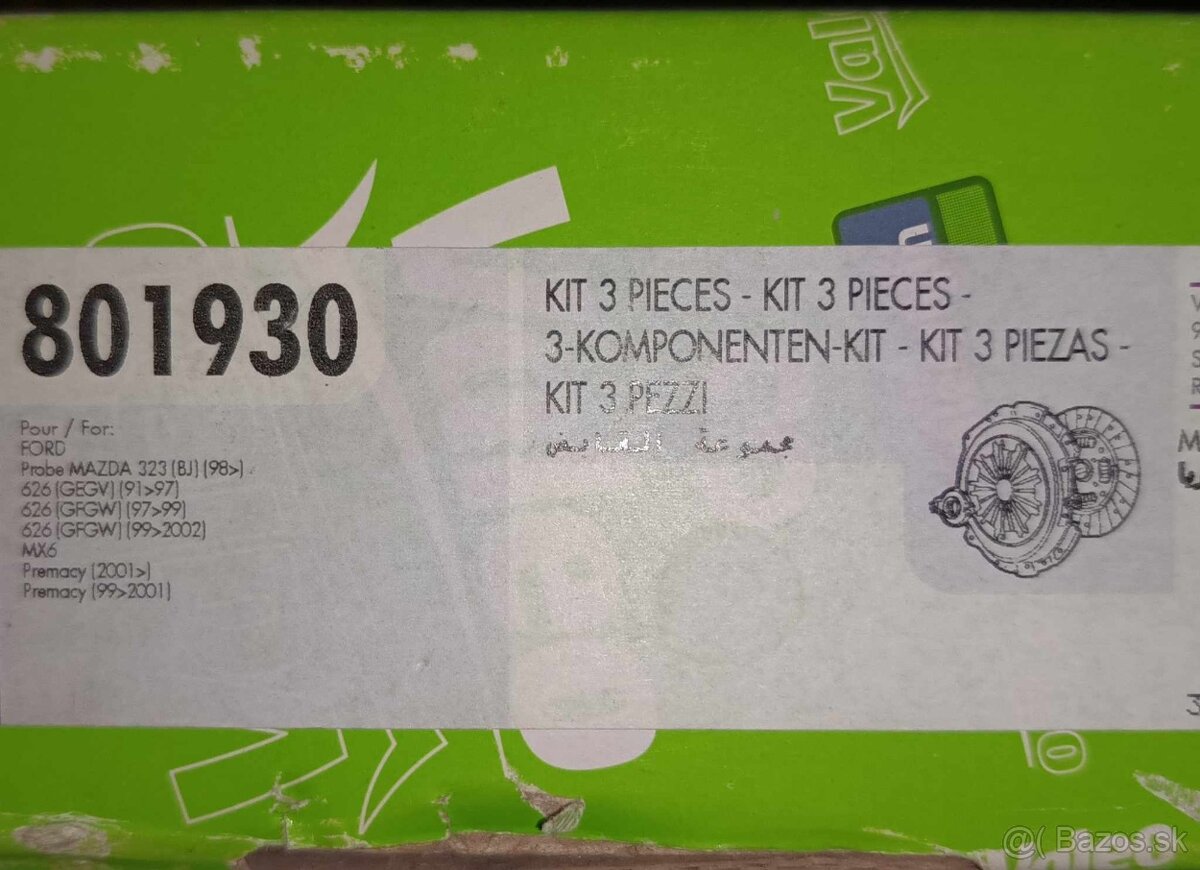 Val
801930
KIT 3 PIECES - KIT 3 PIECES -
3-KOMPONENTEN-KIT - KIT 3 PIEZAS -
KIT 3 PEZZI
Pour / For:
FORD
Probe MAZDA 323 (BJ) (98>)
626 (GEGV) (91>97)
626 (GFGW) (97>99)
626 (GFGW) (99>2002)
MX6
Premacy (2001>)
Premacy (99>2001)
Valeo
@( Bazos.sk